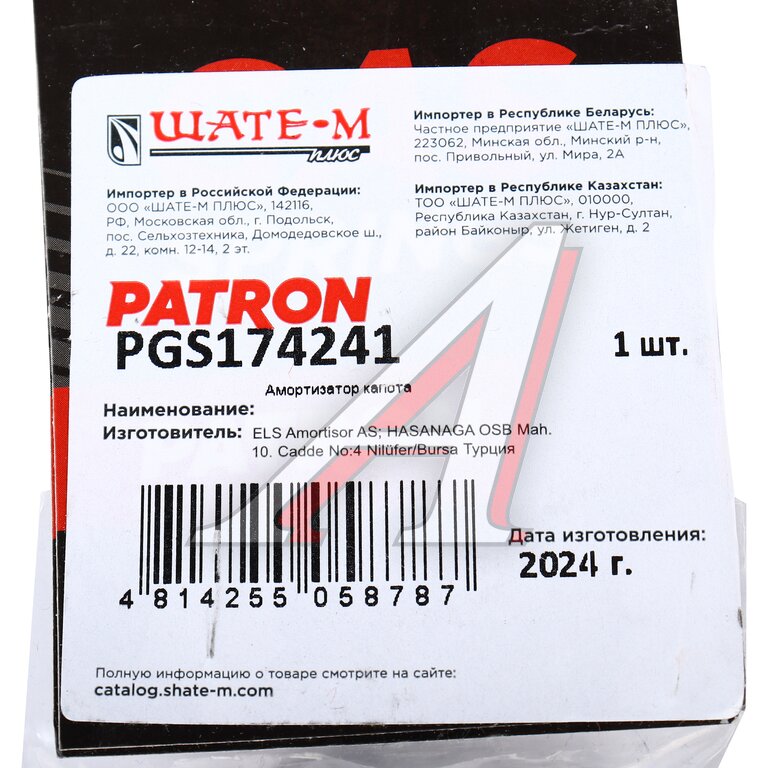 ШАТЕ-М
ПЛЮС
Импортер в Российской Федерации:
ООО «ШАТЕ-М ПЛЮС», 142116,
РФ, Московская обл., г. Подольск,
пос. Сельхозтехника, Домодедовское ш.,
д. 22, комн. 12-14, 2 эт.
Импортер в Республике Беларусь:
Частное предприятие «ШАТЕ-М ПЛЮС»,
223062, Минская обл., Минский р-н,
пос. Привольный, ул. Мира, 2А
Импортер в Республике Казахстан:
ТОО «ШАТЕ-М ПЛЮС», 010000,
Республика Казахстан, г. Нур-Султан,
район Байконыр, ул. Жетиген, д. 2
PATRON
PGS174241
1 шт.
Амортизатор капота
Наименование:
Изготовитель: ELS Amortisor AS; HASANAGA OSB Mah.
10. Cadde No:4 Nilüfer/Bursa Турция
Дата изготовления:
2024 г.
4 814255 058787
Полную информацию о товаре смотрите на сайте:
catalog.shate-m.com